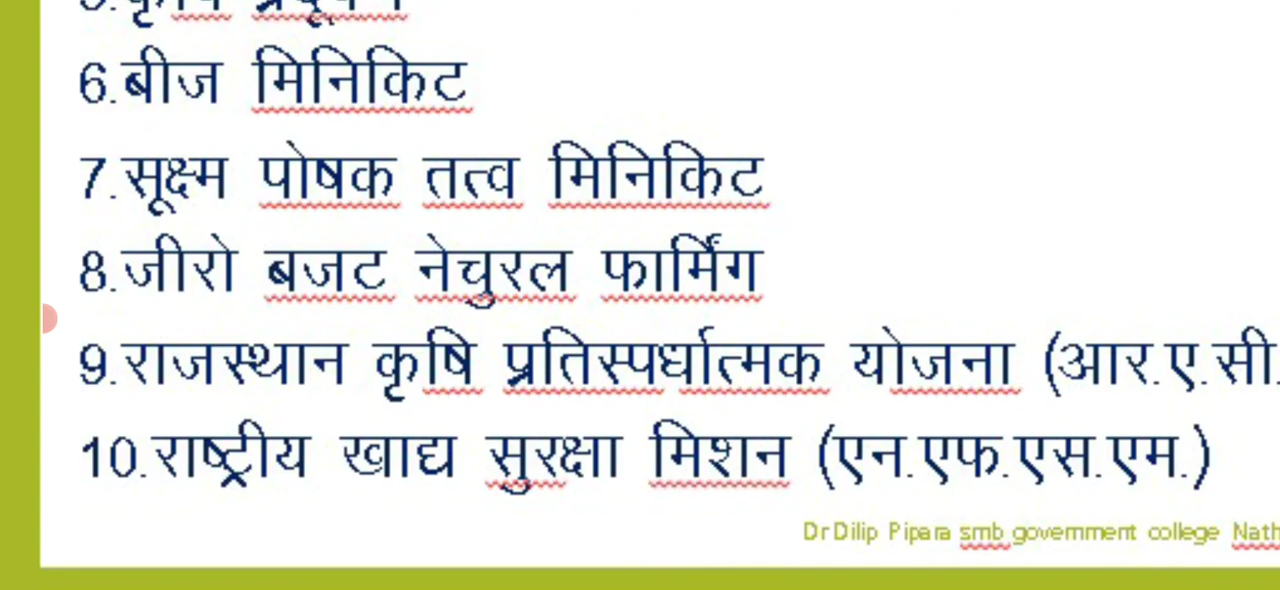 6.बीज मिनिकिट
7.सूक्ष्म पोषक तत्व मिनिकिट
8.जीरो बजट नेचुरल फार्मिंग
9.राजस्थान कृषि प्रतिस्पर्धात्मक योजना (आर.ए.सी.
10.राष्ट्रीय खाद्य सुरक्षा मिशन (एन.एफ.एस.एम.)
Dr Dilip Pipara smb government college Nath